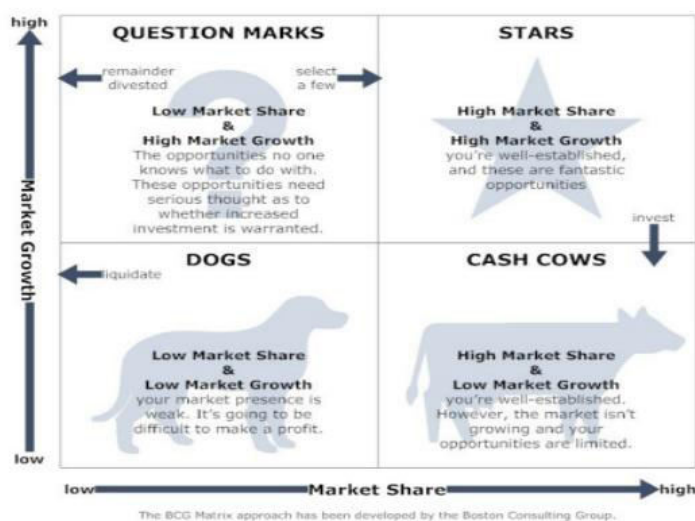 high
QUESTION MARKS
remainder
divested
select
a few
Low Market Share
&
High Market Growth
The opportunities no one
knows what to do with.
These opportunities need
serious thought as to
whether increased
investment is warranted.
STARS
High Market Share
&
High Market Growth
you're well-established,
and these are fantastic
opportunities
invest
Market Growth
DOGS
liquidate
Low Market Share
&
Low Market Growth
your market presence is
weak. It's going to be
difficult to make a profit.
CASH COWS
High Market Share
&
Low Market Growth
you're well-established.
However, the market isn't
growing and your
opportunities are limited.
low
low
Market Share
high
The BCG Matrix approach has been developed by the Boston Consulting Group.